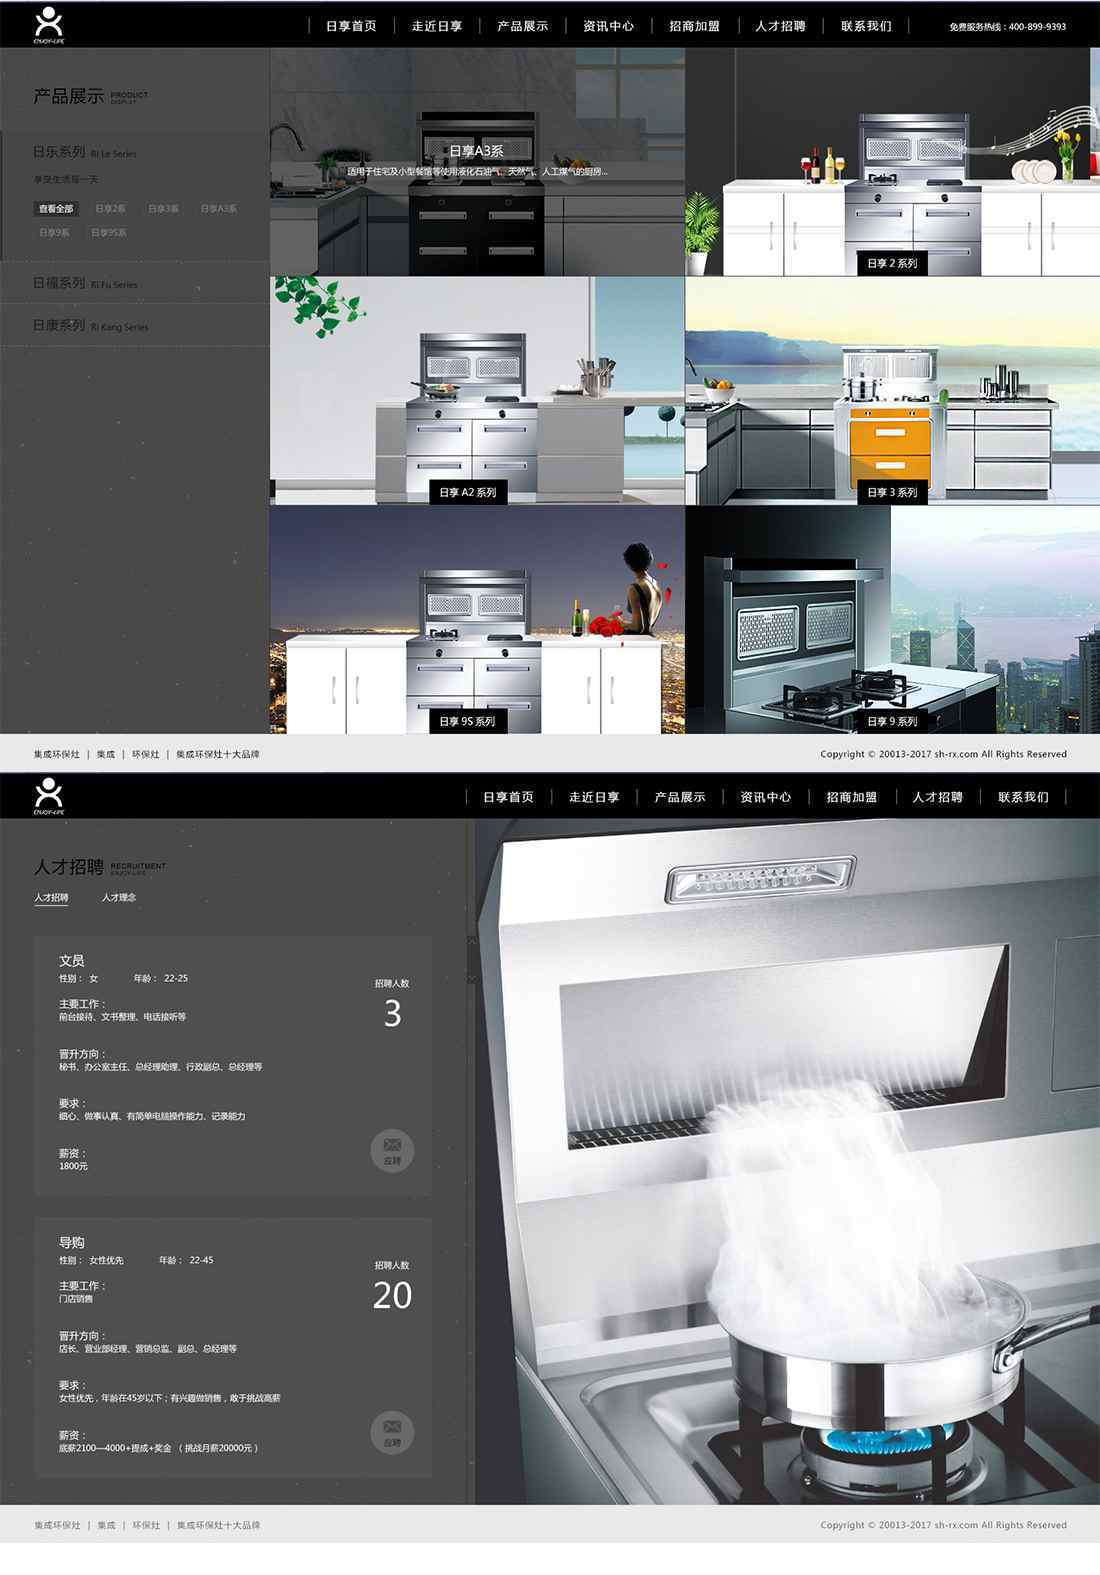 ENJOY-LIFE
日享首页
走近日享
产品展示
资讯中心
招商加盟
人才招聘
联系我们
免费服务热线：400-899-9393
产品展示 PRODUCT
DISPLAY
日乐系列 Ri Le Series
享受生活每一天
查看全部 日享2系 日享3系 日享A3系
日享9系 日享9S系
日福系列 Ri Fu Series
日康系列 Ri Kang Series
日享A3系
适用于住宅及小型餐馆等使用液化石油气、天然气、人工煤气的厨房...
日享 2 系列
日享 A2 系列
日享 3 系列
日享 9S 系列
日享 9 系列
集成环保灶 | 集成 | 环保灶 | 集成环保灶十大品牌
Copyright © 20013-2017 sh-rx.com All Rights Reserved
ENJOY-LIFE
日享首页
走近日享
产品展示
资讯中心
招商加盟
人才招聘
联系我们
人才招聘 RECRUITMENT
ENJOY-LIFE
人才招聘 人才理念
文员
性别： 女 年龄： 22-25
招聘人数
3
主要工作：
前台接待、文书整理、电话接听等
晋升方向：
秘书、办公室主任、总经理助理、行政副总、总经理等
要求：
细心、做事认真、有简单电脑操作能力、记录能力
薪资：
1800元
应聘
导购
性别： 女性优先 年龄： 22-45
招聘人数
20
主要工作：
门店销售
晋升方向：
店长、营业部经理、营销总监、副总、总经理等
要求：
女性优先，年龄在45岁以下；有兴趣做销售，敢于挑战高薪
薪资：
底薪2100—4000+提成+奖金 （挑战月薪20000元）
应聘
集成环保灶 | 集成 | 环保灶 | 集成环保灶十大品牌
Copyright © 20013-2017 sh-rx.com All Rights Reserved